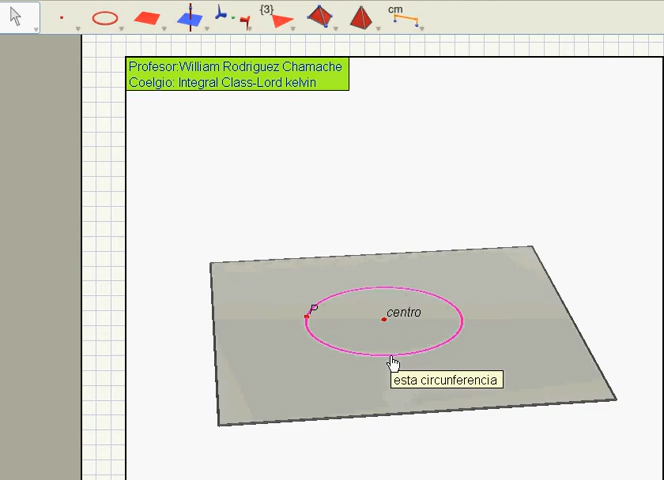 {3}
cm
Profesor:William Rodriguez Chamache
Coelgio: Integral Class-Lord kelvin
P
centro
esta circunferencia